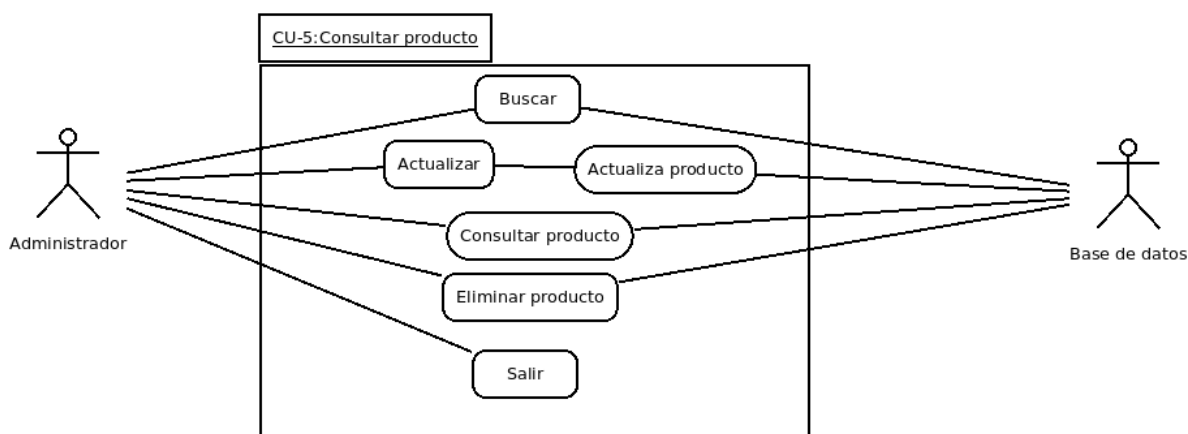 CU-5:Consultar producto
Buscar
Actualizar
Actualiza producto
Administrador
Consultar producto
Base de datos
Eliminar producto
Salir